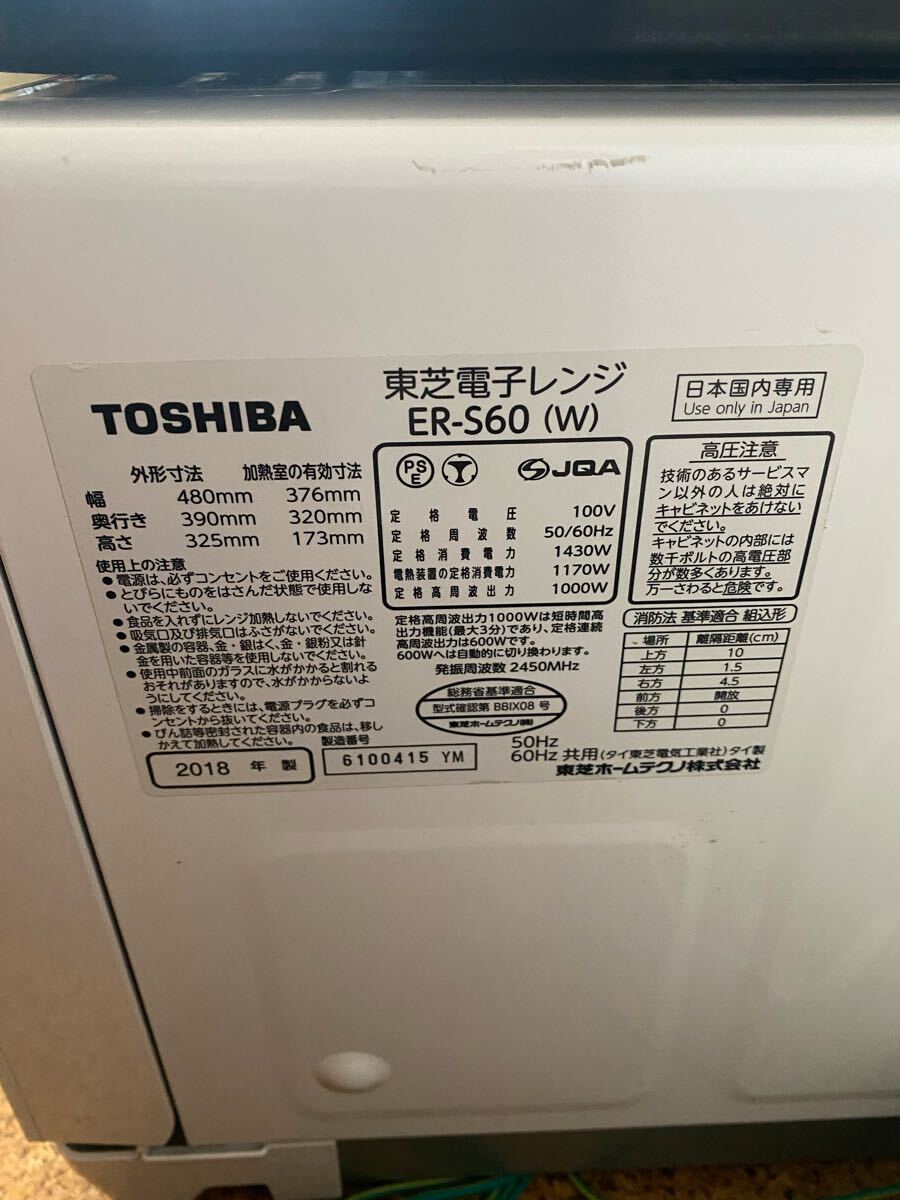 TOSHIBA
東芝電子レンジ
ER-S60 (W)
日本国内専用
Use only in Japan
外形寸法 加熱室の有効寸法
幅 480mm 376mm
奥行き 390mm 320mm
高さ 325mm 173mm
使用上の注意
●電源は、必ずコンセントをご使用ください。
●とびらにものをはさんだ状態で使用しな
いでください。
●食品を入れずにレンジ加熱しないでください。
●吸気口及び排気口はふさがないでください。
●金属製の容器、金・銀はく、金・銀粉又は針
金を用いた容器等を使用しないでください。
●使用中前面のガラスに水がかかると割れる
おそれがありますので、水がかからないよ
うにしてください。
●掃除をするときには、電源プラグを必ずコ
ンセントから抜いてください。
●びん詰等密封された容器内の食品は、移し
かえて加熱してください。
2018 年 製
製造番号
6100415 YM
PS
E
JQA
定格電圧 100V
定格周波数 50/60Hz
定格消費電力 1430W
電熱装置の定格消費電力 1170W
定格高周波出力 1000W
定格高周波出力1000Wは短時間高
出力機能(最大3分)であり、定格連続
高周波出力は600Wです。
600Wへは自動的に切り換わります。
発振周波数 2450MHz
総務省基準適合
型式確認第 BBIX08 号
東芝ホームテクノ(株)
高圧注意
技術のあるサービスマ
ン以外の人は絶対に
キャビネットをあけない
でください。
キャビネットの内部には
数千ボルトの高電圧部
分が数多くあります。
万一さわると危険です。
消防法 基準適合 組込形
場所 離隔距離(cm)
上方 10
左方 1.5
右方 4.5
前方 開放
後方 0
下方 0
50Hz
60Hz 共用(タイ東芝電気工業社)タイ製
東芝ホームテクノ株式会社